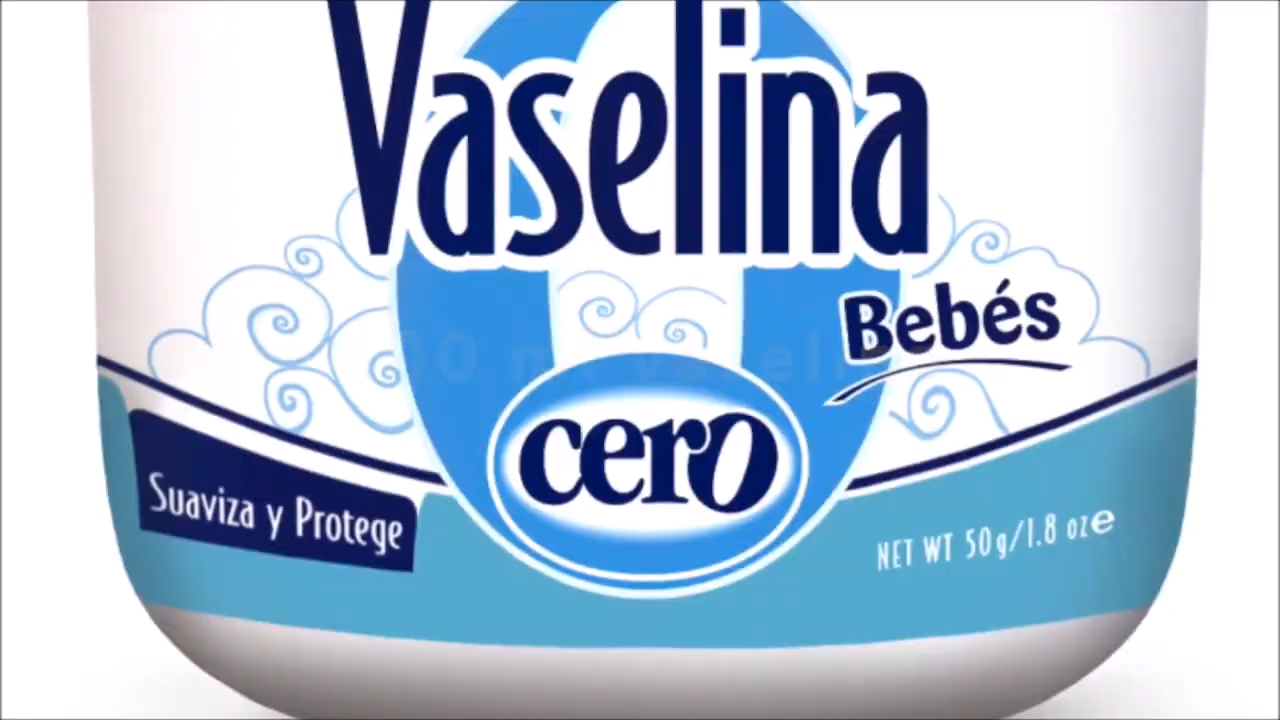 Vaselina
Bebés
cero
Suaviza y Protege
NET WT 50g/1.8 oz e